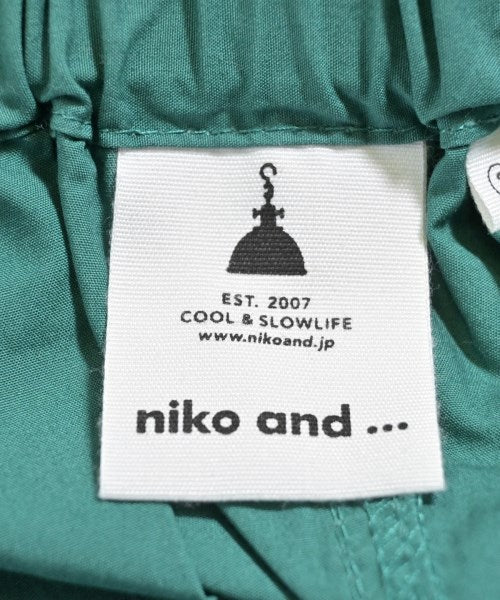 EST. 2007
COOL & SLOWLIFE
www.nikoand.jp
niko and ...